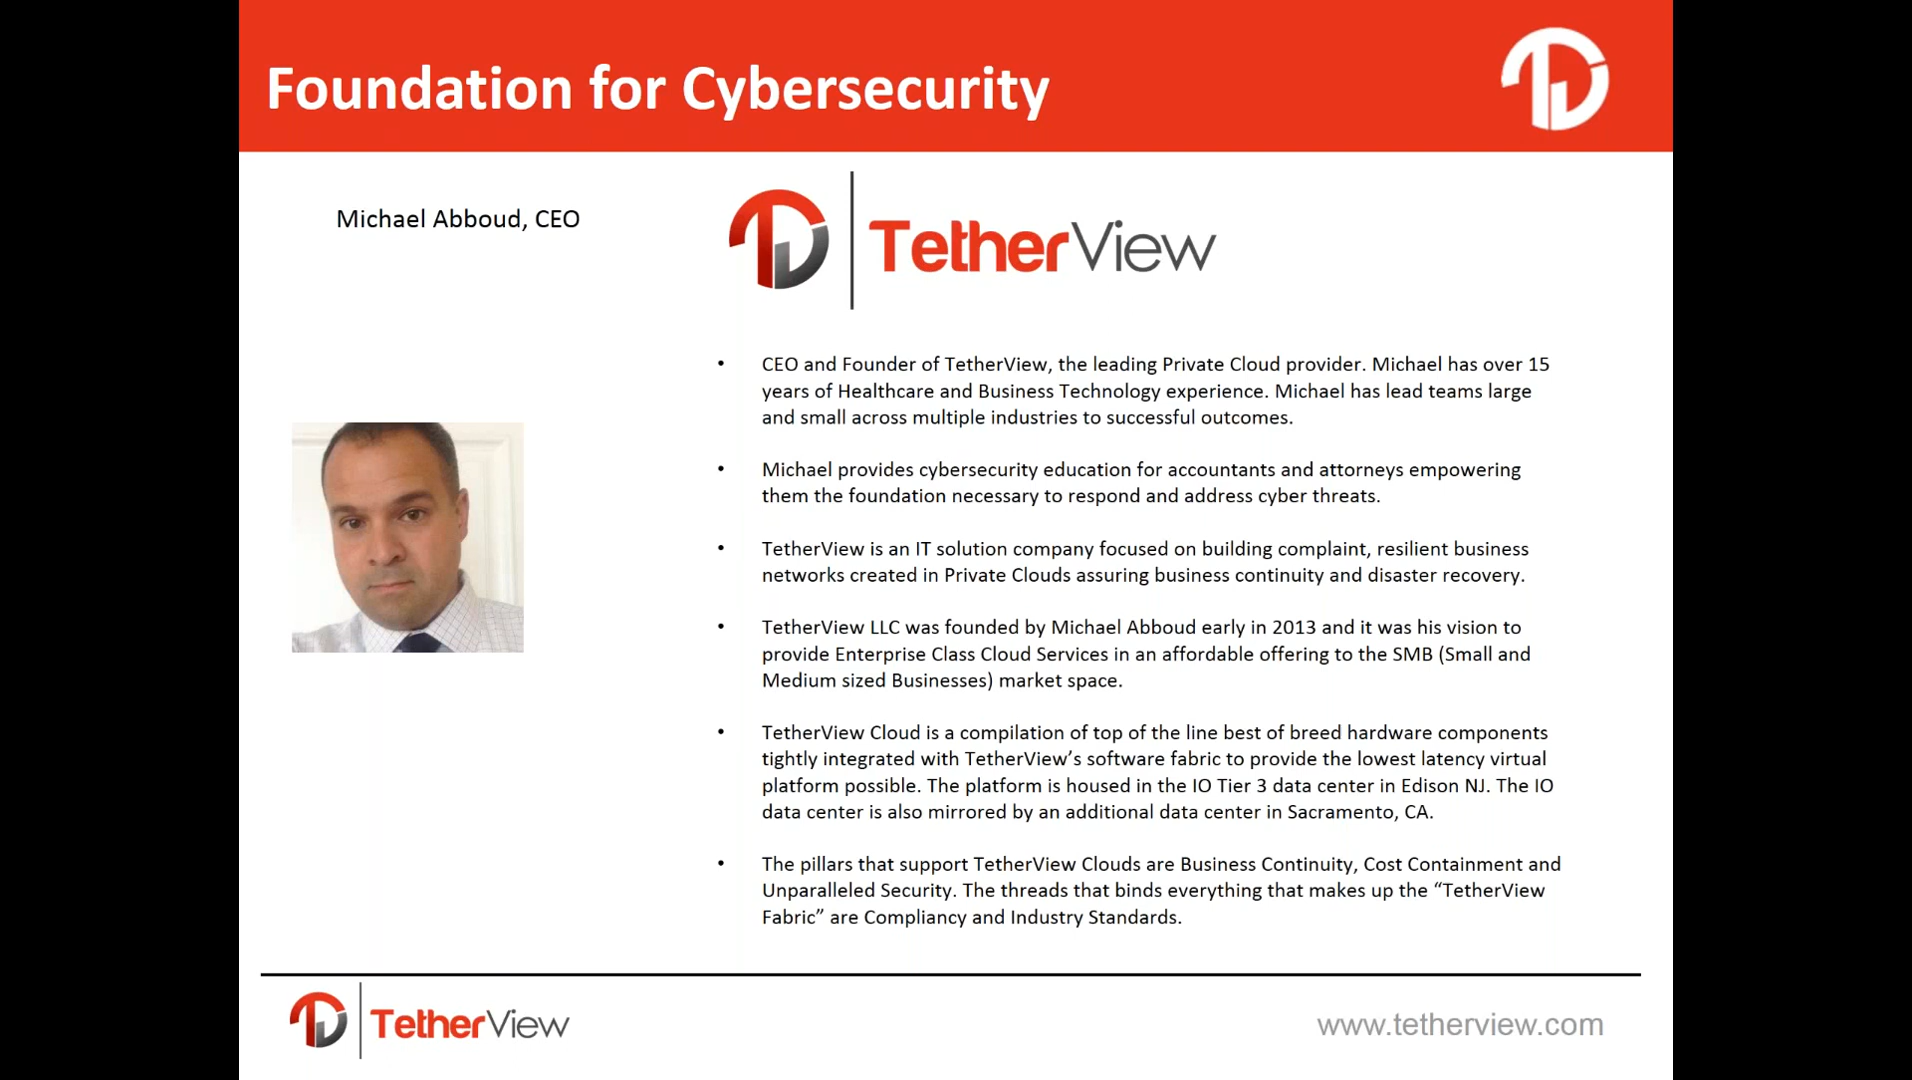 Foundation for Cybersecurity
Michael Abboud, CEO
TetherView
• CEO and Founder of TetherView, the leading Private Cloud provider. Michael has over 15
years of Healthcare and Business Technology experience. Michael has lead teams large
and small across multiple industries to successful outcomes.
• Michael provides cybersecurity education for accountants and attorneys empowering
them the foundation necessary to respond and address cyber threats.
• TetherView is an IT solution company focused on building complaint, resilient business
networks created in Private Clouds assuring business continuity and disaster recovery.
• TetherView LLC was founded by Michael Abboud early in 2013 and it was his vision to
provide Enterprise Class Cloud Services in an affordable offering to the SMB (Small and
Medium sized Businesses) market space.
• TetherView Cloud is a compilation of top of the line best of breed hardware components
tightly integrated with TetherView’s software fabric to provide the lowest latency virtual
platform possible. The platform is housed in the IO Tier 3 data center in Edison NJ. The IO
data center is also mirrored by an additional data center in Sacramento, CA.
• The pillars that support TetherView Clouds are Business Continuity, Cost Containment and
Unparalleled Security. The threads that binds everything that makes up the “TetherView
Fabric” are Compliancy and Industry Standards.
TetherView
www.tetherview.com